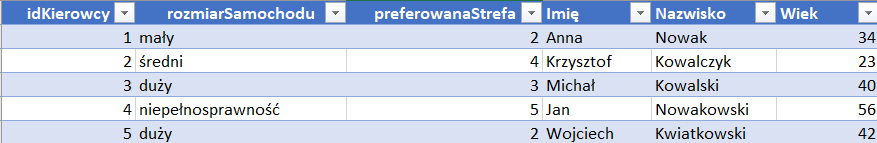 idKierowcy rozmiarSamochodu preferowanaStrefa Imię Nazwisko Wiek
1 mały 2 Anna Nowak 34
2 średni 4 Krzysztof Kowalczyk 23
3 duży 3 Michał Kowalski 40
4 niepełnosprawność 5 Jan Nowakowski 56
5 duży 2 Wojciech Kwiatkowski 42